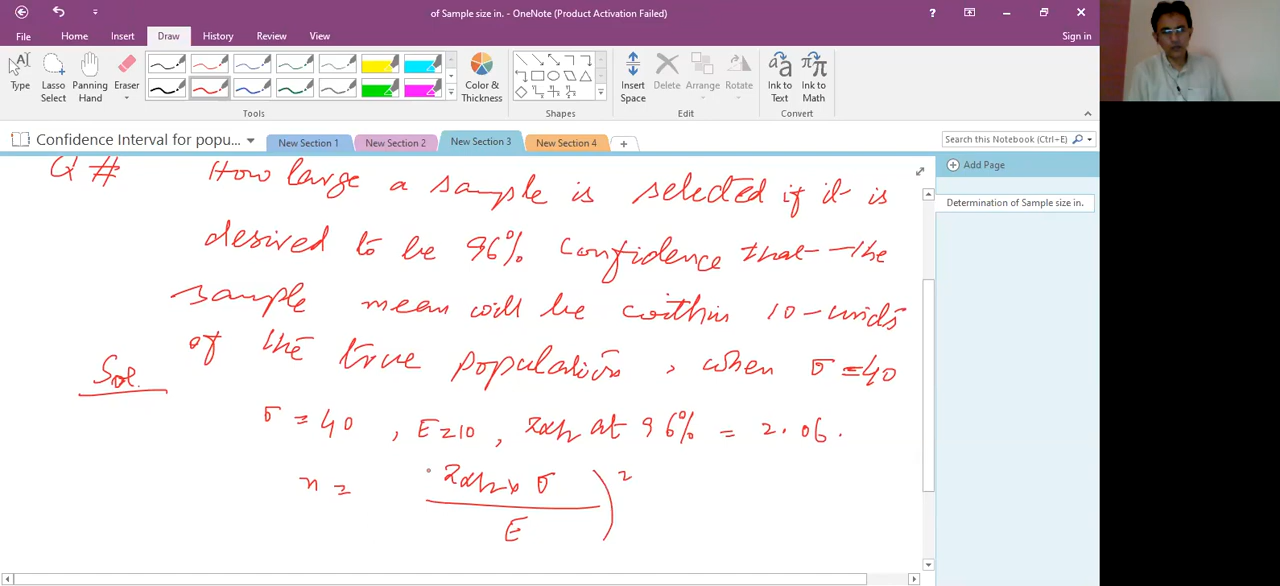 of Sample size in. - OneNote (Product Activation Failed)
File Home Insert Draw History Review View Sign in
Type Lasso Select Panning Hand Eraser Color & Thickness Insert Space Delete Arrange Rotate Ink to Text Ink to Math
Tools Shapes Edit Convert
Confidence Interval for popu... New Section 1 New Section 2 New Section 3 New Section 4 Search this Notebook (Ctrl+E)
Add Page
Determination of Sample size in.
Q # How large a sample is selected if it is
desired to be 96% Confidence that the
sample mean will be within 10-units
of the true population, when σ = 40
Sol.
σ = 40, E = 10, zα/2 at 96% = 2.06.
n = zα/2 × σ / E )²